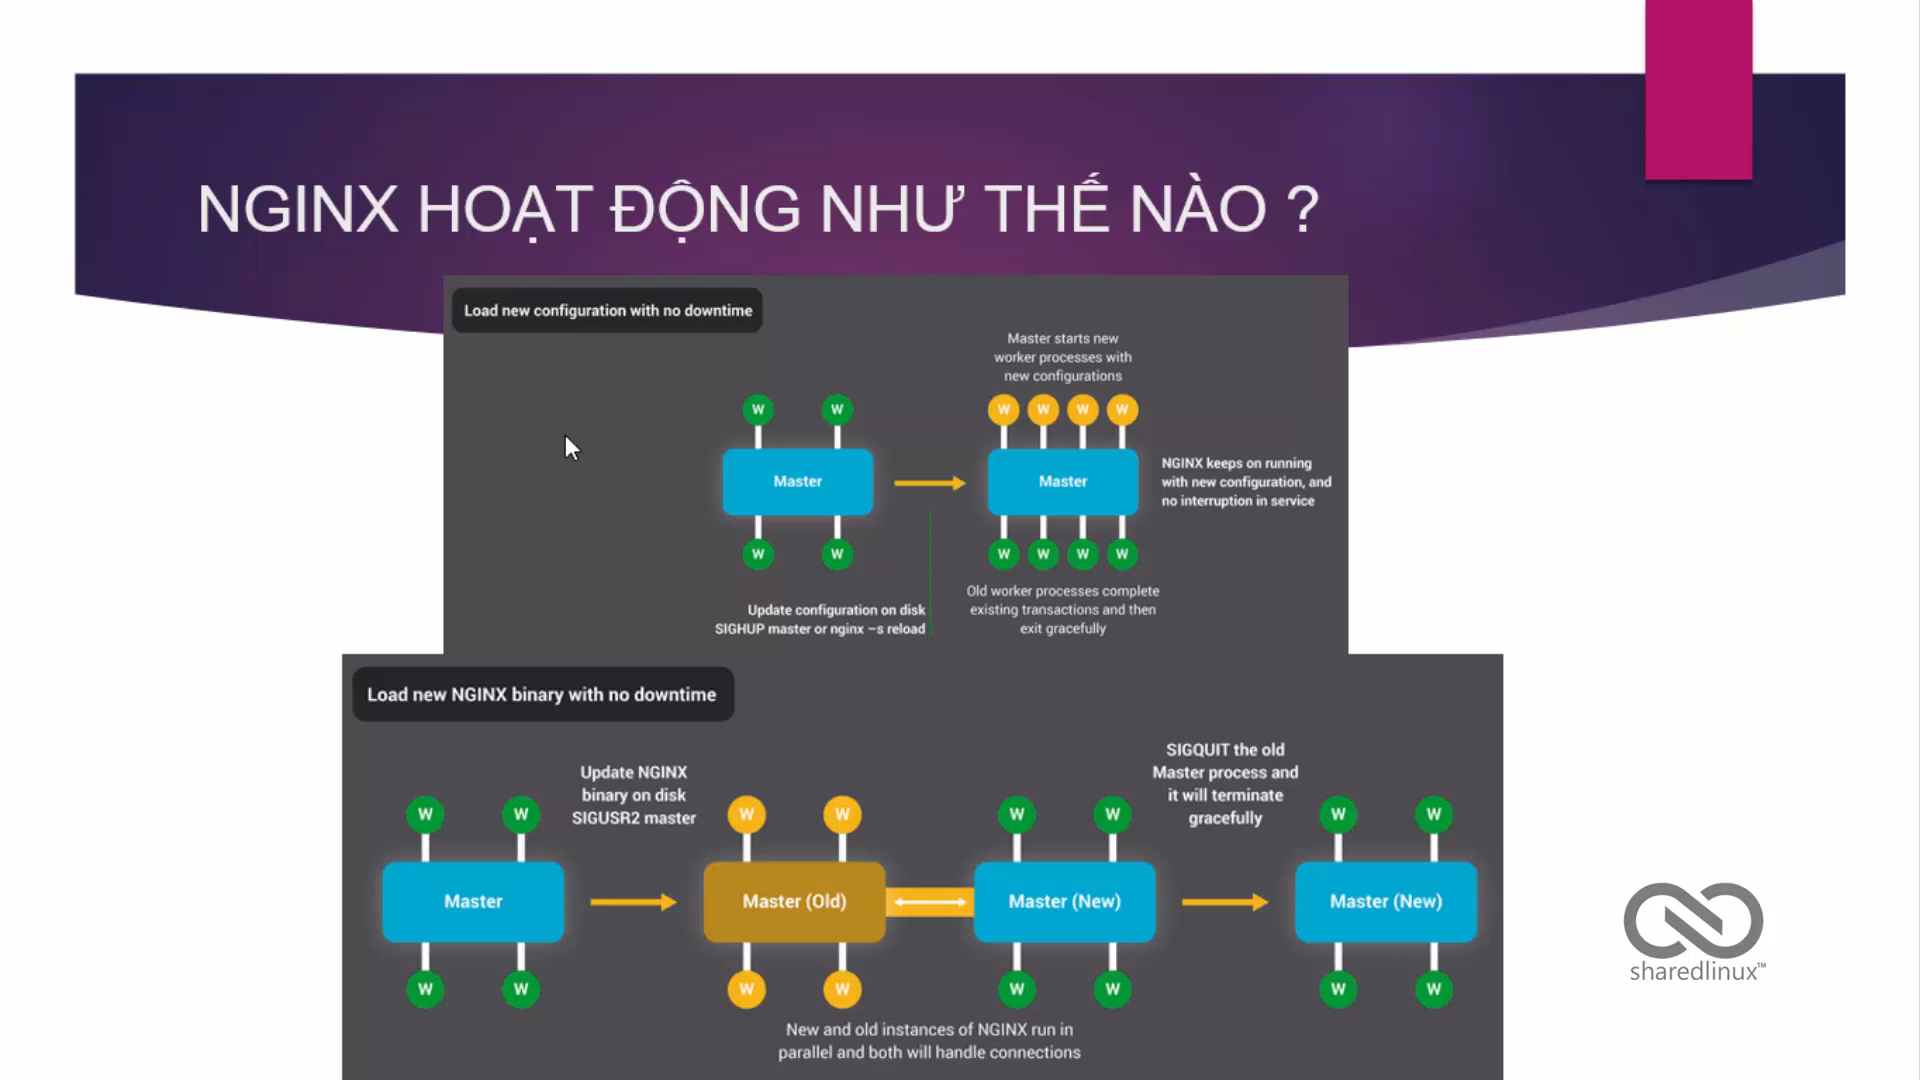 NGINX HOẠT ĐỘNG NHƯ THẾ NÀO ?
Load new configuration with no downtime
Master starts new
worker processes with
new configurations
W W
W W W W
Master
Master
NGINX keeps on running
with new configuration, and
no interruption in service
W W
W W W W
Update configuration on disk
SIGHUP master or nginx –s reload
Old worker processes complete
existing transactions and then
exit gracefully
Load new NGINX binary with no downtime
Update NGINX
binary on disk
SIGUSR2 master
SIGQUIT the old
Master process and
it will terminate
gracefully
W W W W W W W W
Master
Master (Old)
Master (New)
Master (New)
W W W W W W W W
New and old instances of NGINX run in
parallel and both will handle connections
sharedlinux™